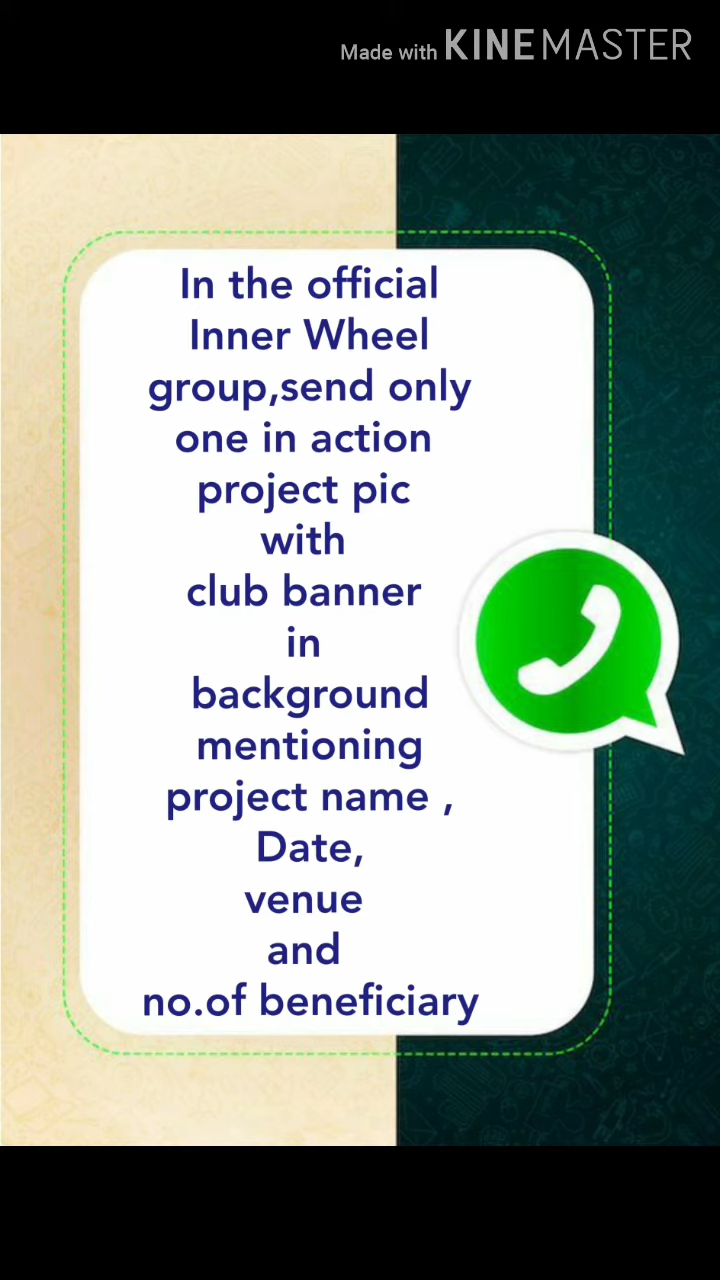 Made with KINEMASTER
In the official
Inner Wheel
group,send only
one in action
project pic
with
club banner
in
background
mentioning
project name ,
Date,
venue
and
no.of beneficiary